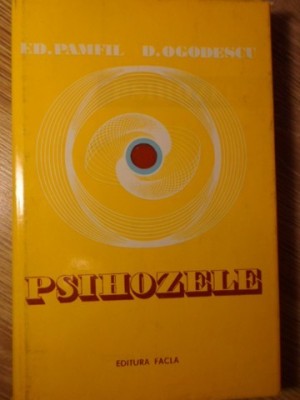 ED. PAMFIL D. OGODESCU
PSIHOZELE
EDITURA FACLA